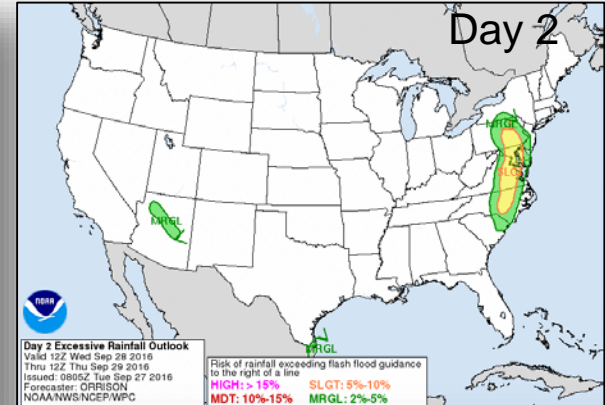 Day 2
MRGL
SLGT
MRGL
MRGL
NOAA
Day 2 Excessive Rainfall Outlook
Valid 12Z Wed Sep 28 2016
Thru 12Z Thu Sep 29 2016
Issued: 0805Z Tue Sep 27 2016
Forecaster: ORRISON
NOAA/NWS/NCEP/WPC
Risk of rainfall exceeding flash flood guidance
to the right of a line
HIGH: > 15% SLGT: 5%-10%
MDT: 10%-15% MRGL: 2%-5%